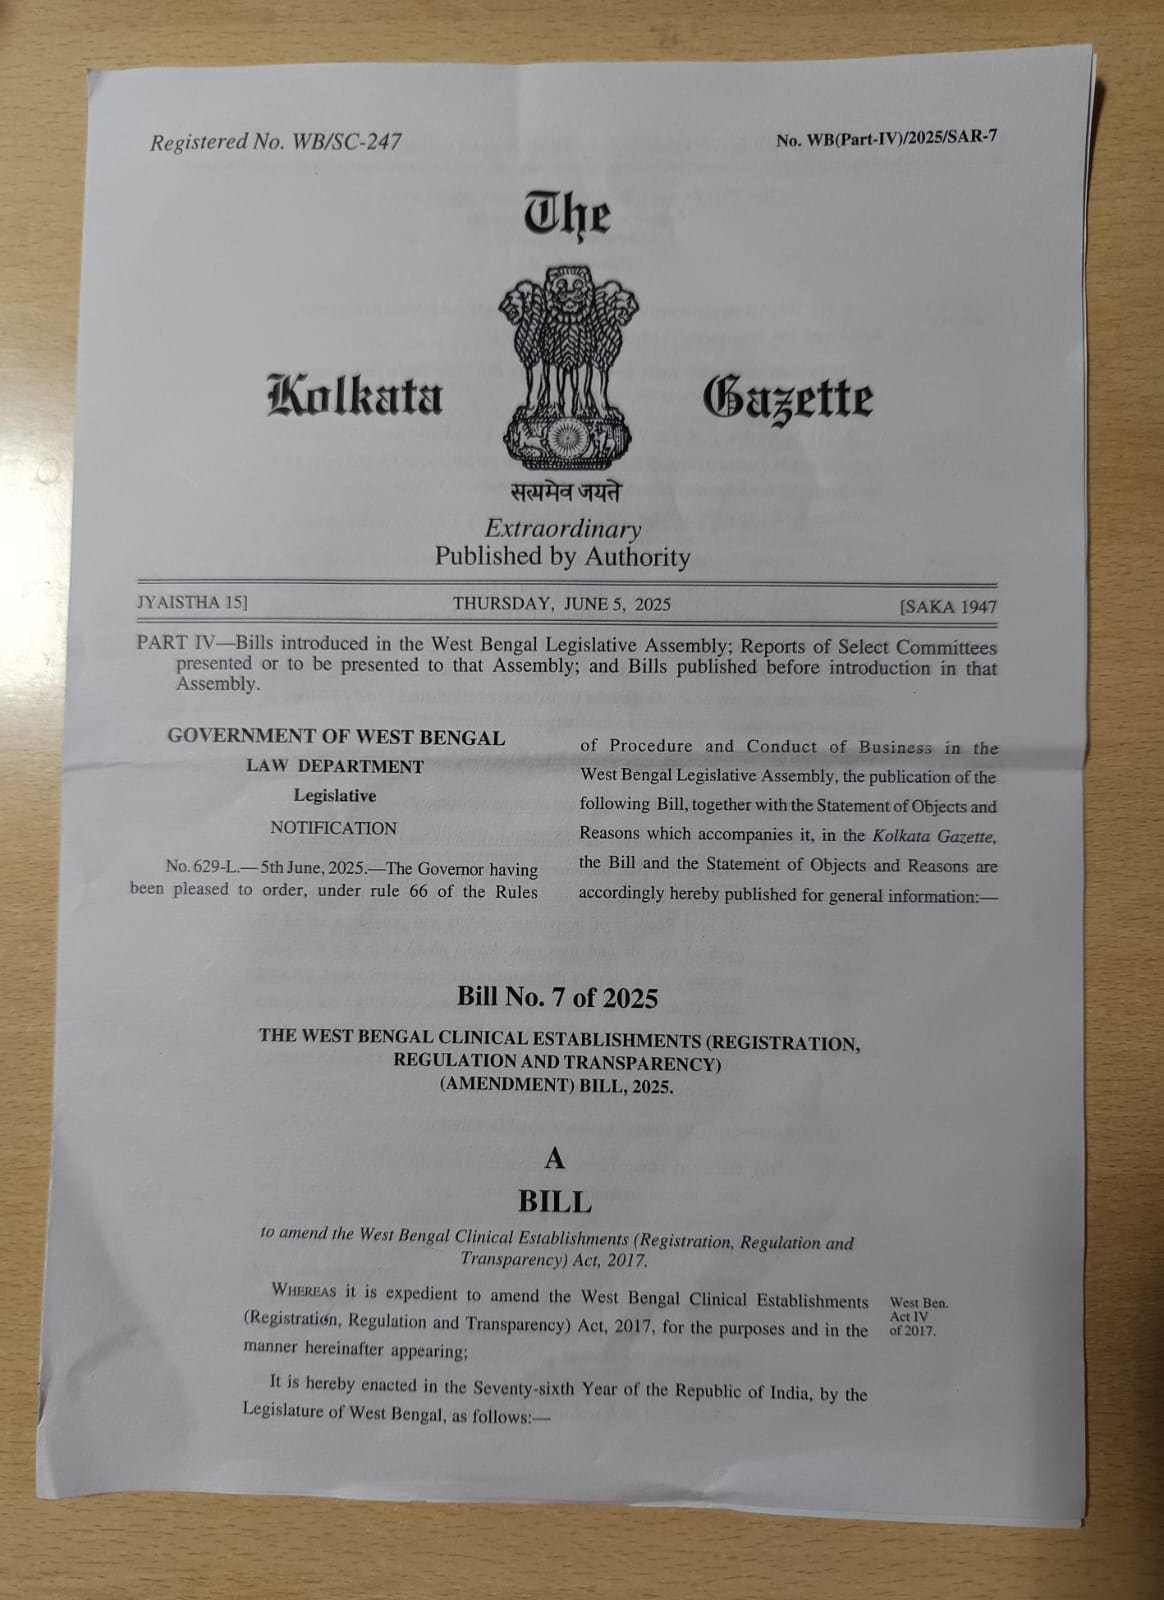 Registered No. WB/SC-247
No. WB(Part-IV)/2025/SAR-7
The
Kolkata Gazette
सत्यमेव जयते
Extraordinary
Published by Authority
JYAISTHA 15]
THURSDAY, JUNE 5, 2025
[SAKA 1947
PART IV—Bills introduced in the West Bengal Legislative Assembly; Reports of Select Committees
presented or to be presented to that Assembly; and Bills published before introduction in that
Assembly.
GOVERNMENT OF WEST BENGAL
LAW DEPARTMENT
Legislative
NOTIFICATION
No. 629-L.— 5th June, 2025.—The Governor having
been pleased to order, under rule 66 of the Rules
of Procedure and Conduct of Business in the
West Bengal Legislative Assembly, the publication of the
following Bill, together with the Statement of Objects and
Reasons which accompanies it, in the Kolkata Gazette,
the Bill and the Statement of Objects and Reasons are
accordingly hereby published for general information:—
Bill No. 7 of 2025
THE WEST BENGAL CLINICAL ESTABLISHMENTS (REGISTRATION,
REGULATION AND TRANSPARENCY)
(AMENDMENT) BILL, 2025.
A
BILL
to amend the West Bengal Clinical Establishments (Registration, Regulation and
Transparency) Act, 2017.
WHEREAS it is expedient to amend the West Bengal Clinical Establishments
(Registration, Regulation and Transparency) Act, 2017, for the purposes and in the
manner hereinafter appearing;
West Ben.
Act IV
of 2017.
It is hereby enacted in the Seventy-sixth Year of the Republic of India, by the
Legislature of West Bengal, as follows:—